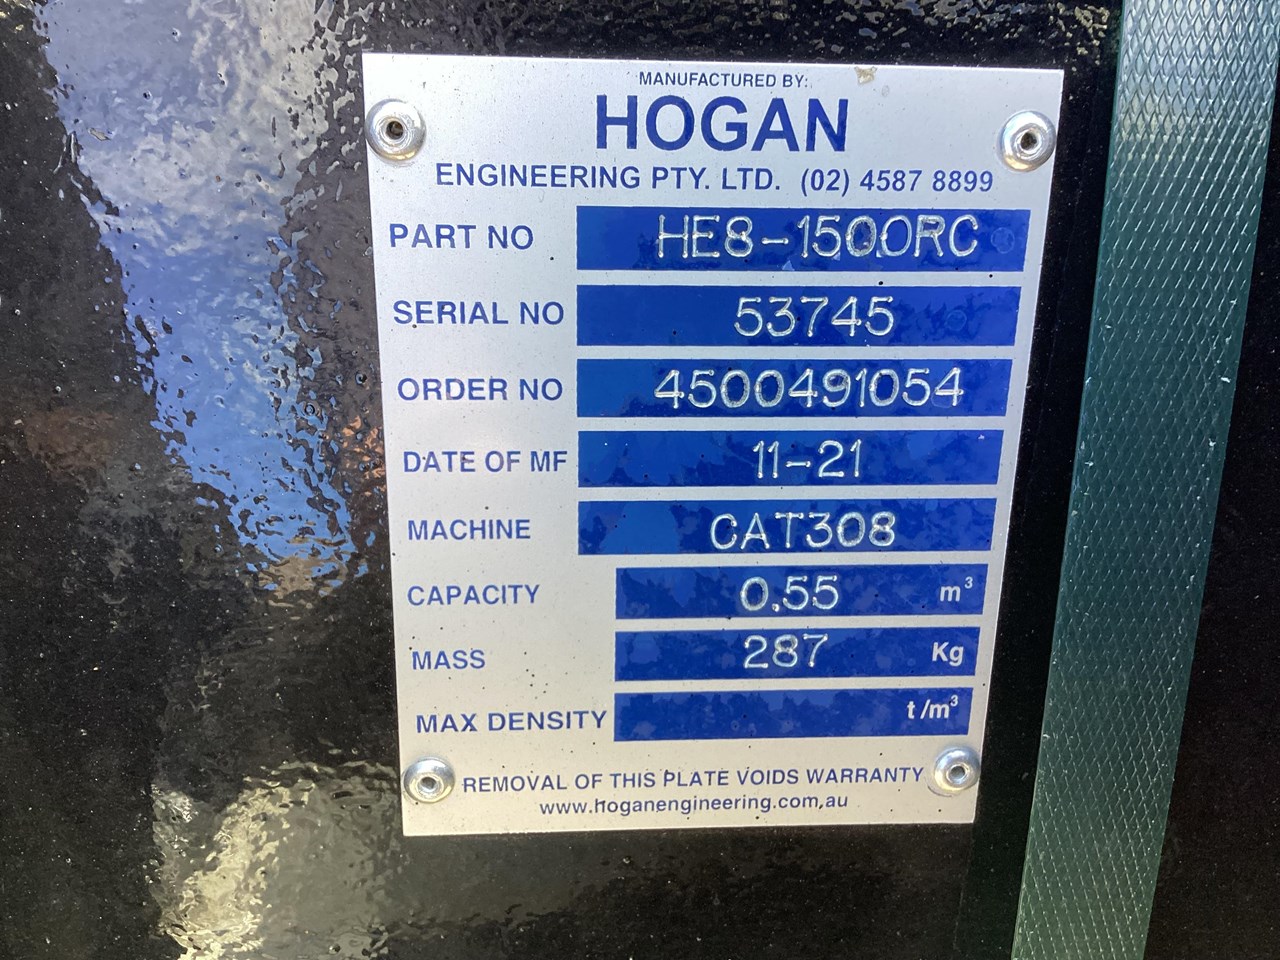 MANUFACTURED BY:
HOGAN
ENGINEERING PTY. LTD. (02) 4587 8899
PART NO HE8-1500RC
SERIAL NO 53745
ORDER NO 4500491054
DATE OF MF 11-21
MACHINE CAT308
CAPACITY 0.55 m³
MASS 287 Kg
MAX DENSITY t/m³
REMOVAL OF THIS PLATE VOIDS WARRANTY
www.hoganengineering.com.au